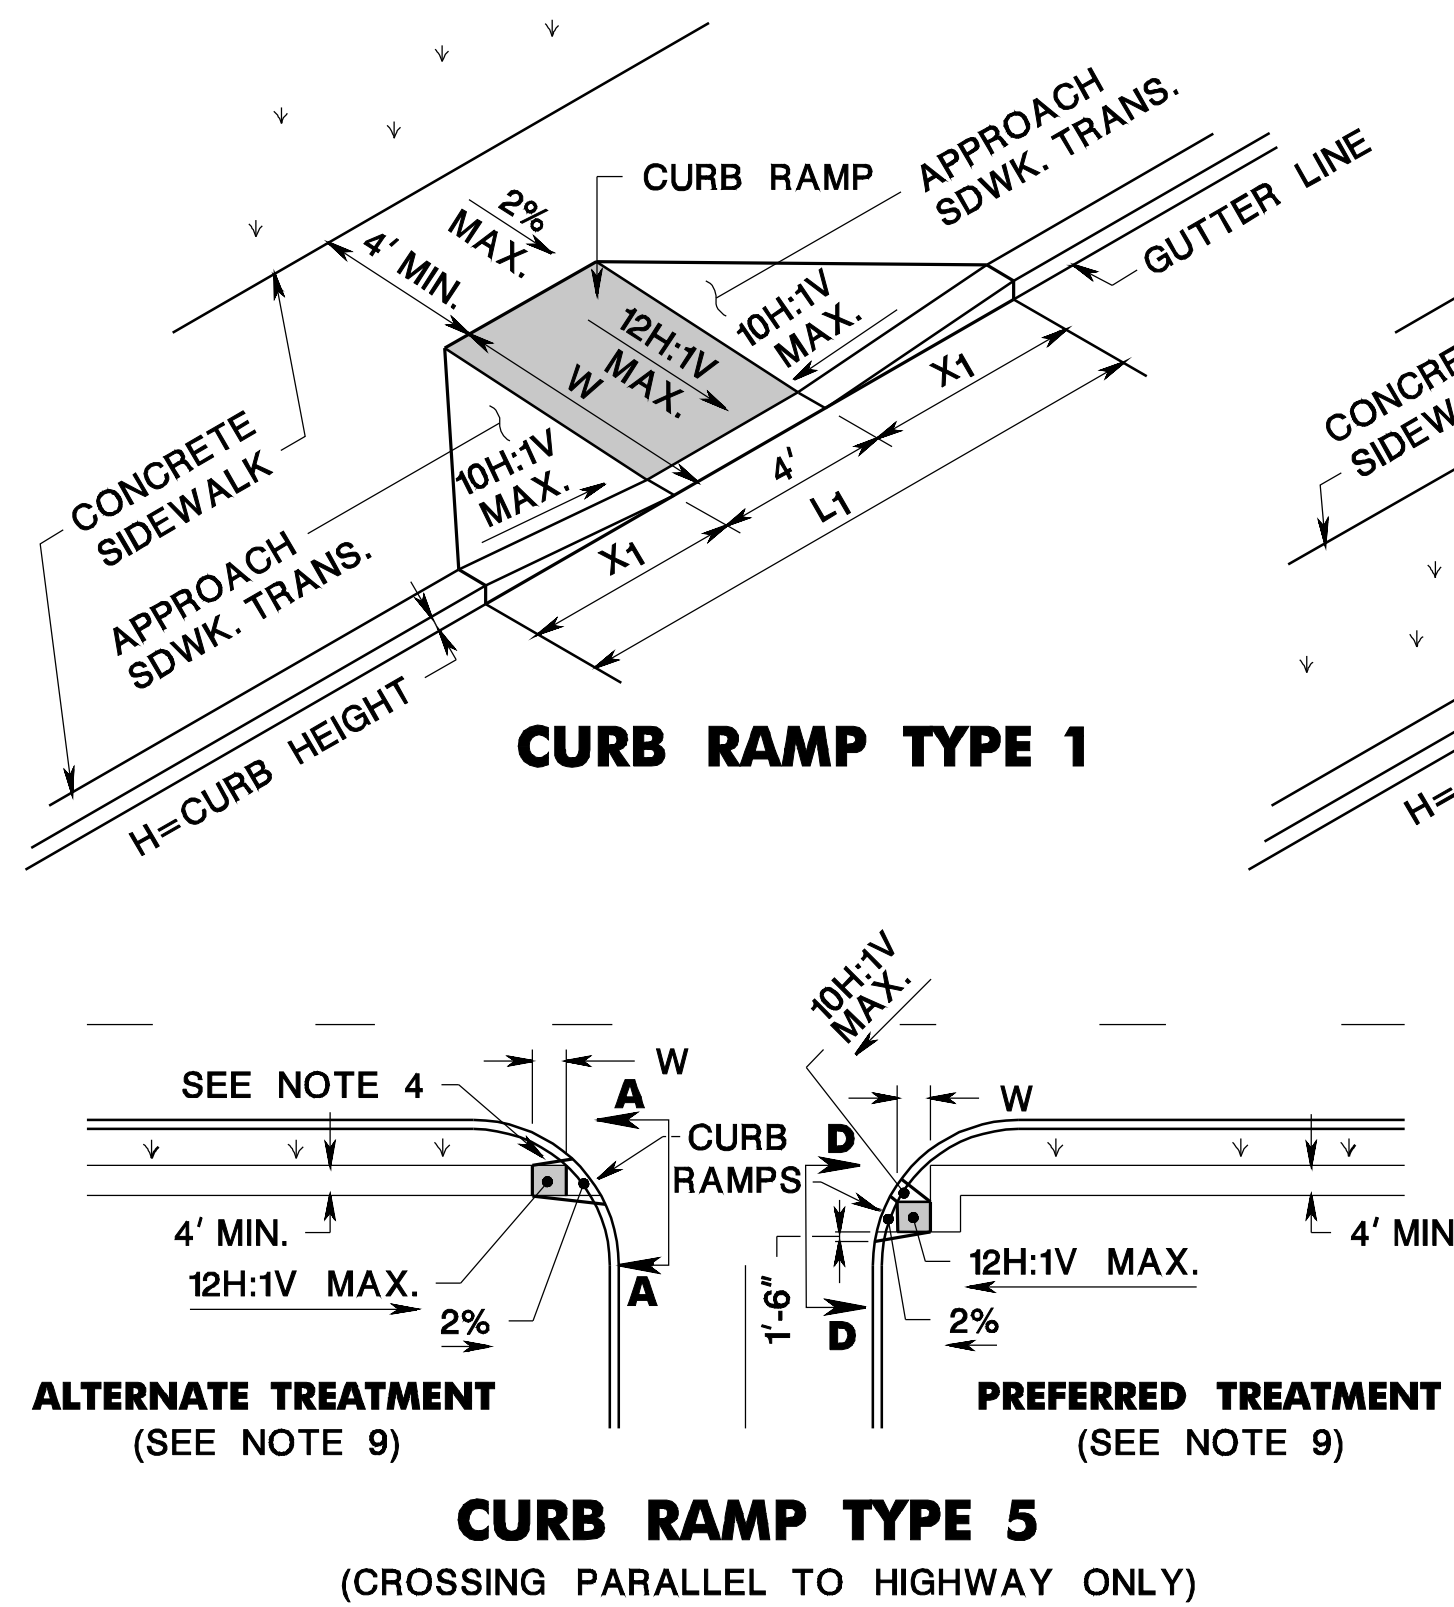 CURB RAMP
APPROACH
SDWK. TRANS.
GUTTER LINE
2%
MAX.
4' MIN.
12H:1V
MAX.
W
10H:1V
MAX.
X1
4'
L1
X1
10H:1V
MAX.
CONCRETE
SIDEWALK
APPROACH
SDWK. TRANS.
H=CURB HEIGHT
CURB RAMP TYPE 1
10H:1V
MAX.
SEE NOTE 4
W
A
CURB
RAMPS
D
W
4' MIN.
12H:1V MAX.
2%
A
1'-6"
D
12H:1V MAX.
2%
4' MIN
ALTERNATE TREATMENT
(SEE NOTE 9)
PREFERRED TREATMENT
(SEE NOTE 9)
CURB RAMP TYPE 5
(CROSSING PARALLEL TO HIGHWAY ONLY)